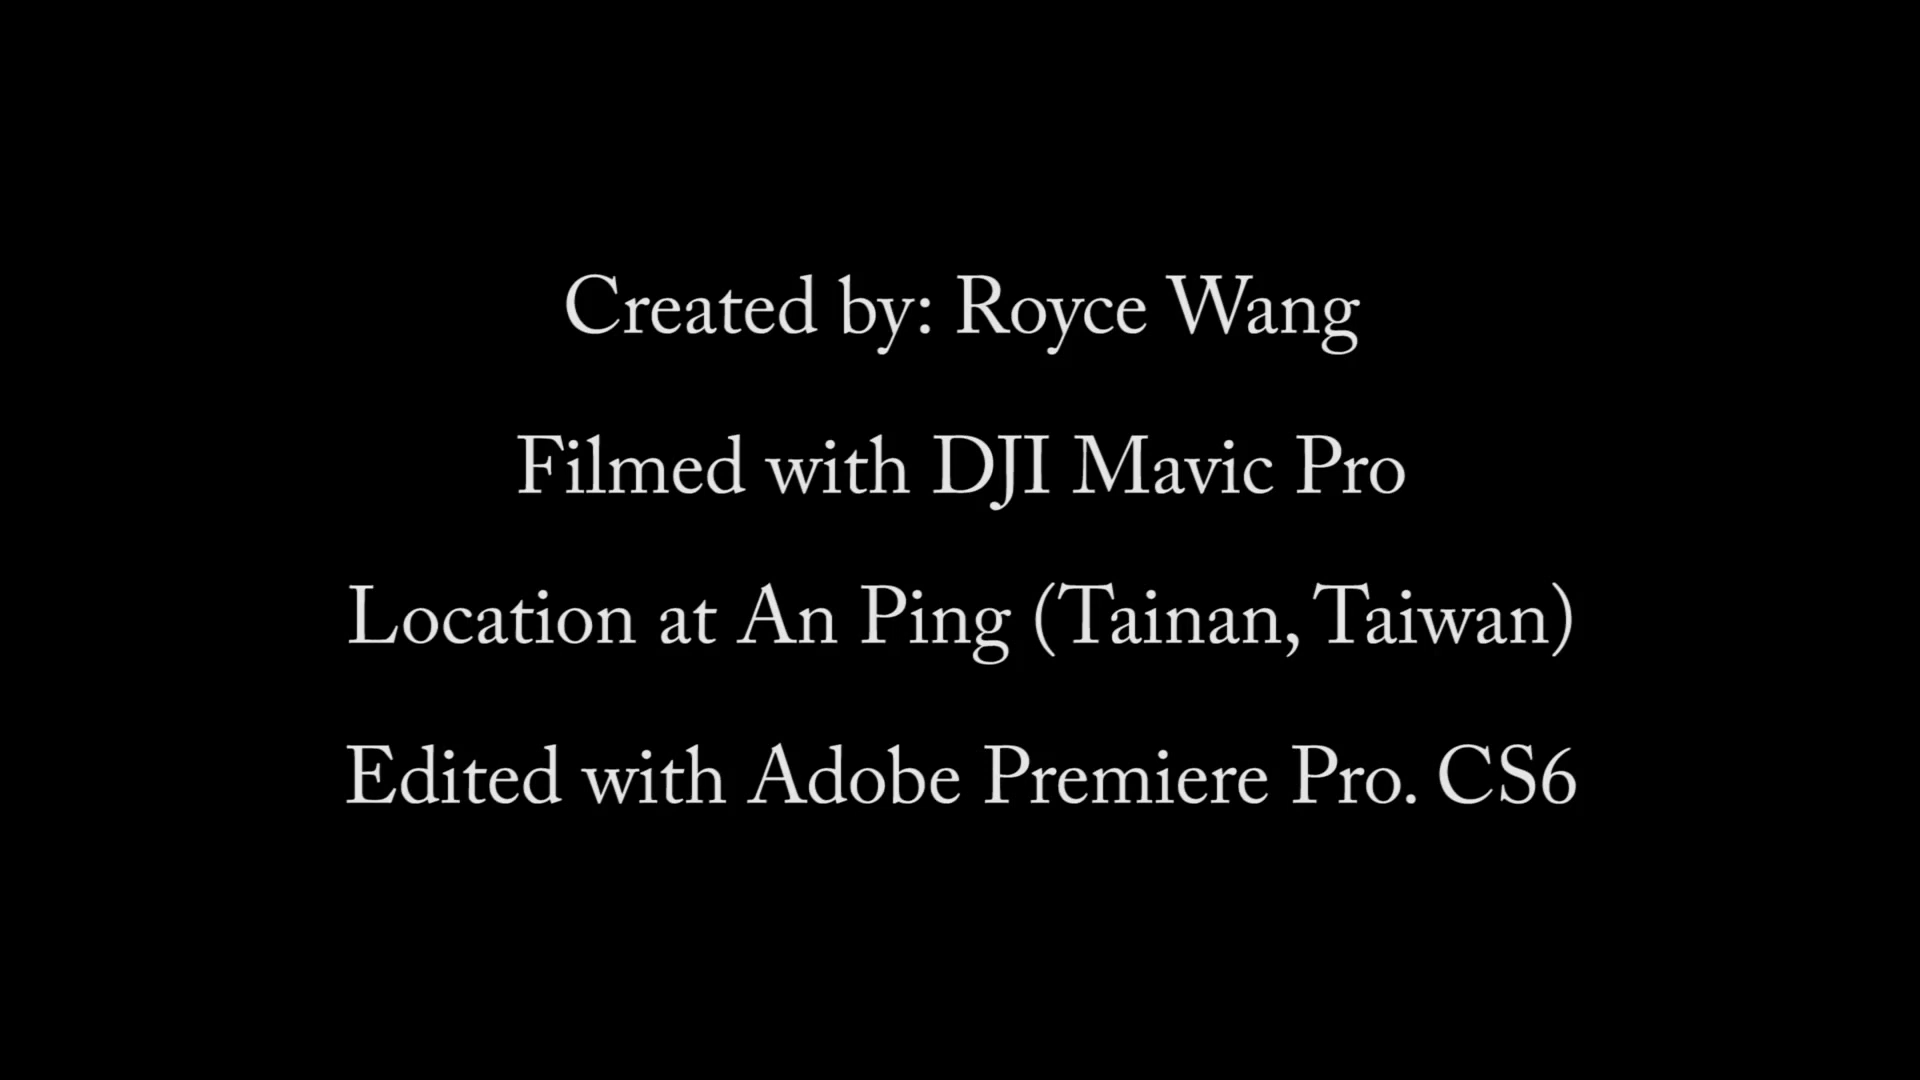 Created by: Royce Wang
Filmed with DJI Mavic Pro
Location at An Ping (Tainan, Taiwan)
Edited with Adobe Premiere Pro. CS6